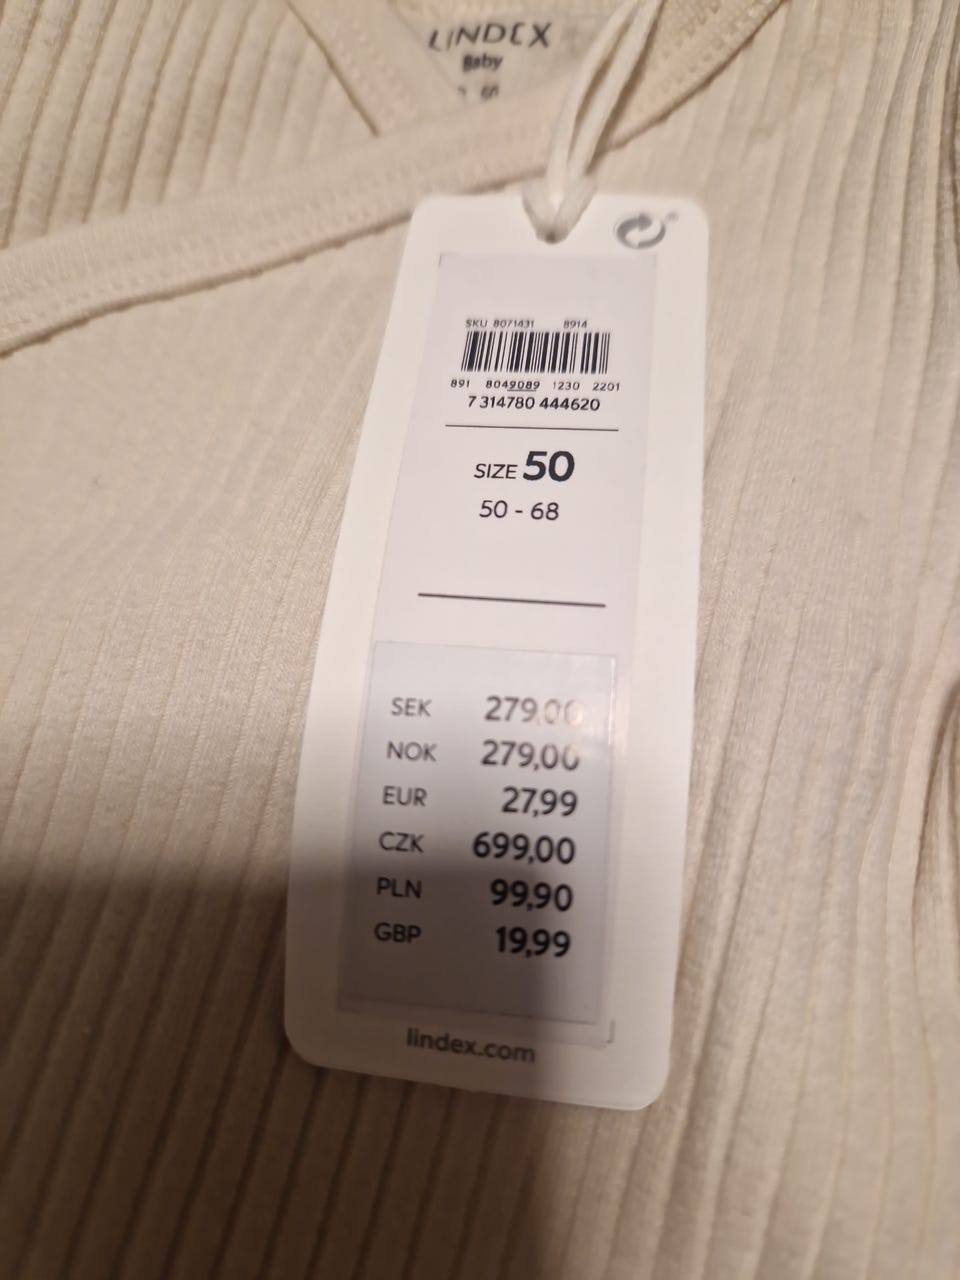 LINDEX
Baby
SKU 8071431 8914
891 8049089 1230 2201
7 314780 444620
SIZE 50
50 - 68
SEK 279,00
NOK 279,00
EUR 27,99
CZK 699,00
PLN 99,90
GBP 19,99
lindex.com